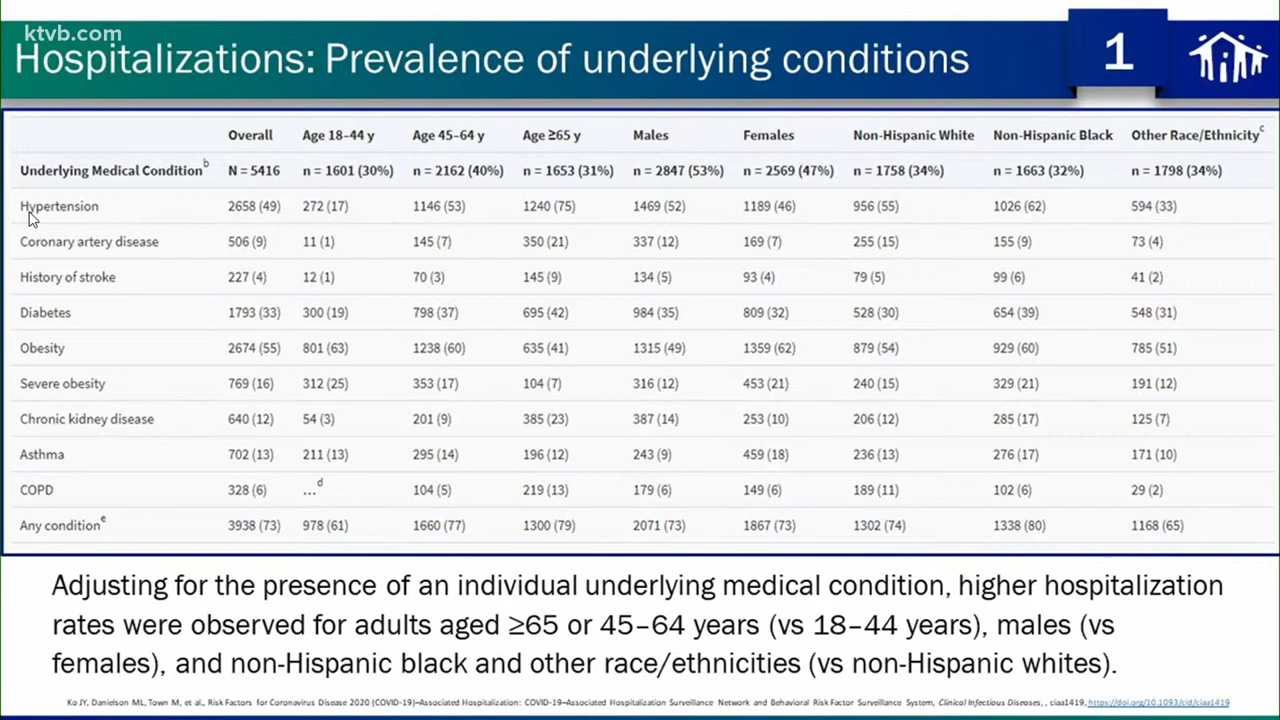 ktvb.com
Hospitalizations: Prevalence of underlying conditions
1
Overall Age 18–44 y Age 45–64 y Age ≥65 y Males Females Non-Hispanic White Non-Hispanic Black Other Race/Ethnicity^c
Underlying Medical Condition^b N = 5416 n = 1601 (30%) n = 2162 (40%) n = 1653 (31%) n = 2847 (53%) n = 2569 (47%) n = 1758 (34%) n = 1663 (32%) n = 1798 (34%)
Hypertension 2658 (49) 272 (17) 1146 (53) 1240 (75) 1469 (52) 1189 (46) 956 (55) 1026 (62) 594 (33)
Coronary artery disease 506 (9) 11 (1) 145 (7) 350 (21) 337 (12) 169 (7) 255 (15) 155 (9) 73 (4)
History of stroke 227 (4) 12 (1) 70 (3) 145 (9) 134 (5) 93 (4) 79 (5) 99 (6) 41 (2)
Diabetes 1793 (33) 300 (19) 798 (37) 695 (42) 984 (35) 809 (32) 528 (30) 654 (39) 548 (31)
Obesity 2674 (55) 801 (63) 1238 (60) 635 (41) 1315 (49) 1359 (62) 879 (54) 929 (60) 785 (51)
Severe obesity 769 (16) 312 (25) 353 (17) 104 (7) 316 (12) 453 (21) 240 (15) 329 (21) 191 (12)
Chronic kidney disease 640 (12) 54 (3) 201 (9) 385 (23) 387 (14) 253 (10) 206 (12) 285 (17) 125 (7)
Asthma 702 (13) 211 (13) 295 (14) 196 (12) 243 (9) 459 (18) 236 (13) 276 (17) 171 (10)
COPD 328 (6) …^d 104 (5) 219 (13) 179 (6) 149 (6) 189 (11) 102 (6) 29 (2)
Any condition^e 3938 (73) 978 (61) 1660 (77) 1300 (79) 2071 (73) 1867 (73) 1302 (74) 1338 (80) 1168 (65)
Adjusting for the presence of an individual underlying medical condition, higher hospitalization
rates were observed for adults aged ≥65 or 45–64 years (vs 18–44 years), males (vs
females), and non-Hispanic black and other race/ethnicities (vs non-Hispanic whites).
Ko JY, Danielson ML, Town M, et al., Risk Factors for Coronavirus Disease 2020 (COVID-19)–Associated Hospitalization: COVID-19–Associated Hospitalization Surveillance Network and Behavioral Risk Factor Surveillance System, Clinical Infectious Diseases, , ciaa1419, https://doi.org/10.1093/cid/ciaa1419